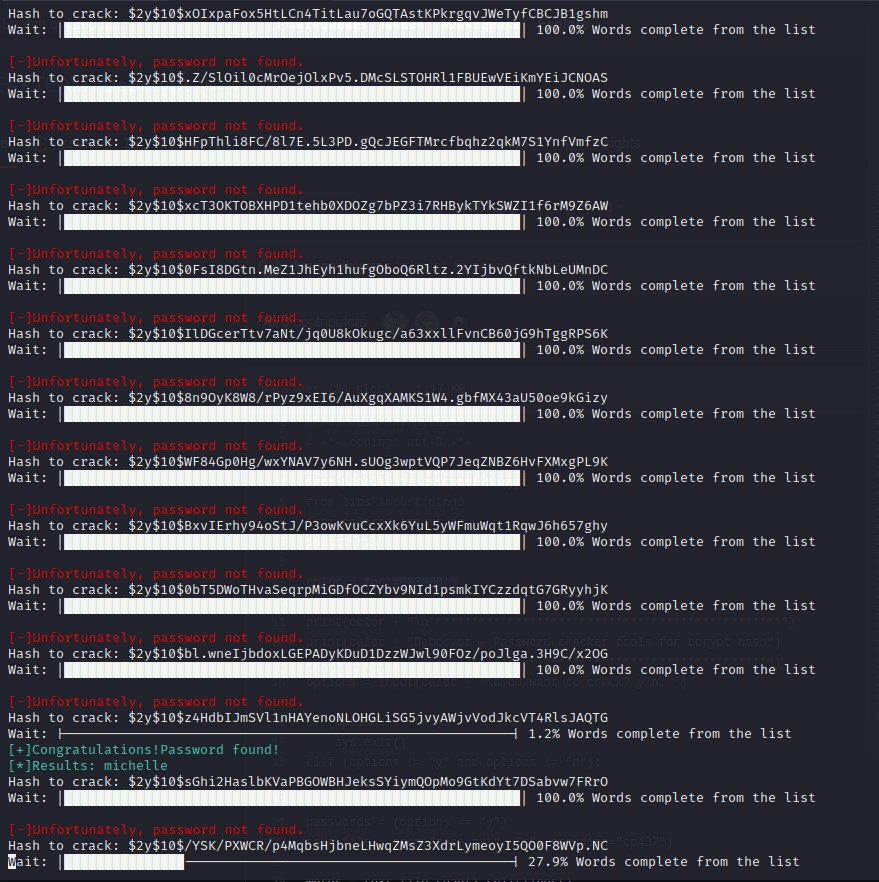 Hash to crack: $2y$10$xOIxpaFox5HtLCn4TitLau7oGQTAstKPkrgqvJWeTyfCBCJB1gshm
Wait: | | 100.0% Words complete from the list
[-]Unfortunately, password not found.
Hash to crack: $2y$10$.Z/SlOil0cMrOejOlxPv5.DMcSLSTOHRl1FBUEwVEiKmYEiJCNOAS
Wait: | | 100.0% Words complete from the list
[-]Unfortunately, password not found.
Hash to crack: $2y$10$HFpThli8FC/8l7E.5L3PD.gQcJEGFTMrcfbqhz2qkM7S1YnfVmfzC
Wait: | | 100.0% Words complete from the list
[-]Unfortunately, password not found.
Hash to crack: $2y$10$xcT3OKTOBXHPD1tehb0XDOZg7bPZ3i7RHBykTYkSWZI1f6rM9Z6AW
Wait: | | 100.0% Words complete from the list
[-]Unfortunately, password not found.
Hash to crack: $2y$10$0FsI8DGtn.MeZ1JhEyh1hufgOboQ6Rltz.2YIjbvQftkNbLeUMnDC
Wait: | | 100.0% Words complete from the list
[-]Unfortunately, password not found.
Hash to crack: $2y$10$IlDGcerTtv7aNt/jq0U8kOkugc/a63xxllFvnCB60jG9hTggRPS6K
Wait: | | 100.0% Words complete from the list
[-]Unfortunately, password not found.
Hash to crack: $2y$10$8n9OyK8W8/rPyz9xEI6/AuXgqXAMKS1W4.gbfMX43aU50oe9kGizy
Wait: | | 100.0% Words complete from the list
[-]Unfortunately, password not found.
Hash to crack: $2y$10$WF84Gp0Hg/wxYNAV7y6NH.sUOg3wptVQP7JeqZNBZ6HvFXMxgPL9K
Wait: | | 100.0% Words complete from the list
[-]Unfortunately, password not found.
Hash to crack: $2y$10$BxvIErhy94oStJ/P3owKvuCcxXk6YuL5yWFmuWqt1RqwJ6h657ghy
Wait: | | 100.0% Words complete from the list
[-]Unfortunately, password not found.
Hash to crack: $2y$10$0bT5DWoTHvaSeqrpMiGDfOCZYbv9NId1psmkIYCzzdqtG7GRyyhjK
Wait: | | 100.0% Words complete from the list
[-]Unfortunately, password not found.
Hash to crack: $2y$10$bl.wneIjbdoxLGEPADyKDuD1DzzWJwl90FOz/poJlga.3H9C/x2OG
Wait: | | 100.0% Words complete from the list
[-]Unfortunately, password not found.
Hash to crack: $2y$10$z4HdbIJmSVl1nHAYenoNLOHGLiSG5jvyAWjvVodJkcVT4RlsJAQTG
Wait: | | 1.2% Words complete from the list
[+]Congratulations!Password found!
[*]Results: michelle
Hash to crack: $2y$10$sGhi2HaslbKVaPBGOWBHJeksSYiymQOpMo9GtKdYt7DSabvw7FRrO
Wait: | | 100.0% Words complete from the list
[-]Unfortunately, password not found.
Hash to crack: $2y$10$/YSK/PXWCR/p4MqbsHjbneLHwqZMsZ3XdrLymeoyI5QO0F8WVp.NC
Wait: | | 27.9% Words complete from the list